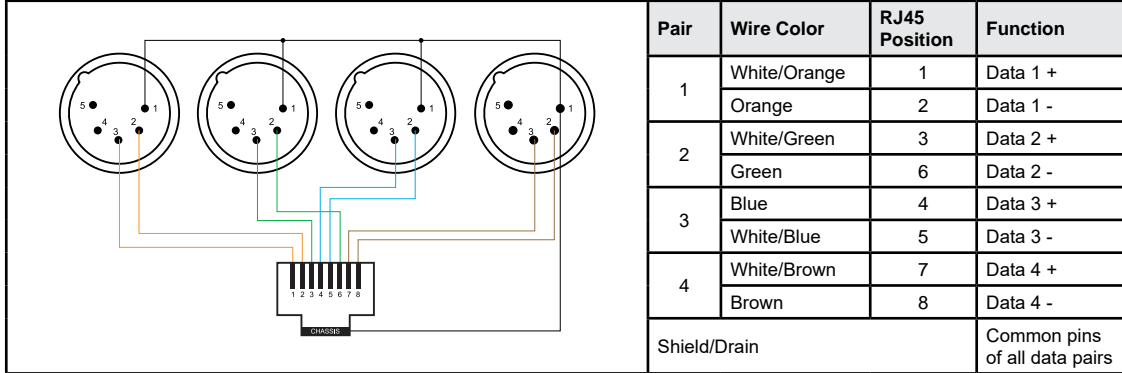 5 1
4 3 2
5 1
4 3 2
5 1
4 3 2
5 1
4 3 2
1 2 3 4 5 6 7 8
CHASSIS
Pair Wire Color RJ45 Position Function
1 White/Orange 1 Data 1 +
Orange 2 Data 1 -
2 White/Green 3 Data 2 +
Green 6 Data 2 -
3 Blue 4 Data 3 +
White/Blue 5 Data 3 -
4 White/Brown 7 Data 4 +
Brown 8 Data 4 -
Shield/Drain Common pins
of all data pairs